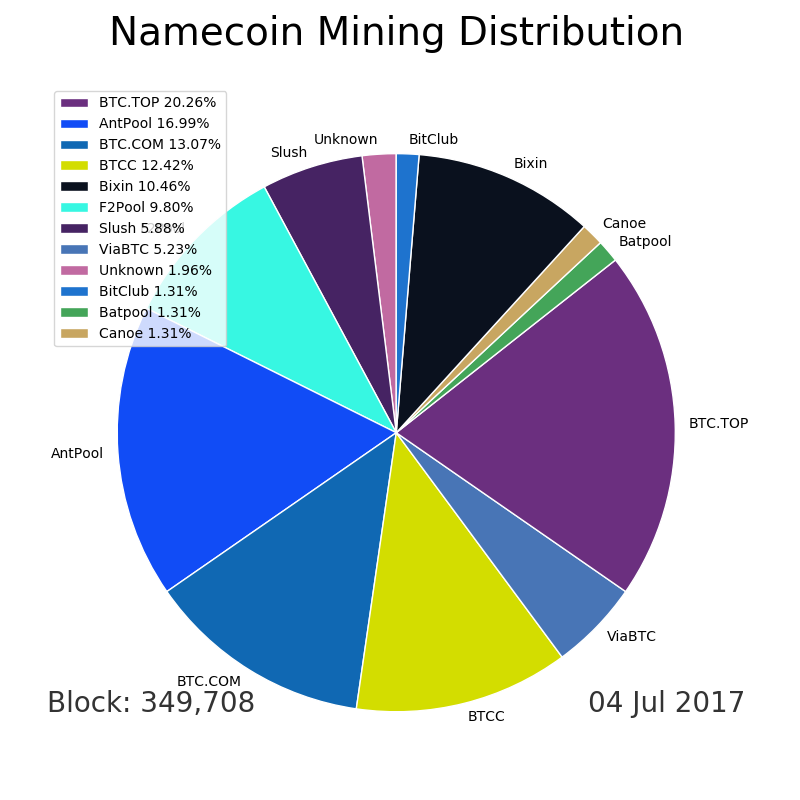 Namecoin Mining Distribution
BTC.TOP 20.26%
AntPool 16.99%
BTC.COM 13.07%
BTCC 12.42%
Bixin 10.46%
F2Pool 9.80%
Slush 5.88%
ViaBTC 5.23%
Unknown 1.96%
BitClub 1.31%
Batpool 1.31%
Canoe 1.31%
Unknown
BitClub
Slush
Bixin
Canoe
Batpool
BTC.TOP
AntPool
ViaBTC
BTC.COM
BTCC
Block: 349,708
04 Jul 2017